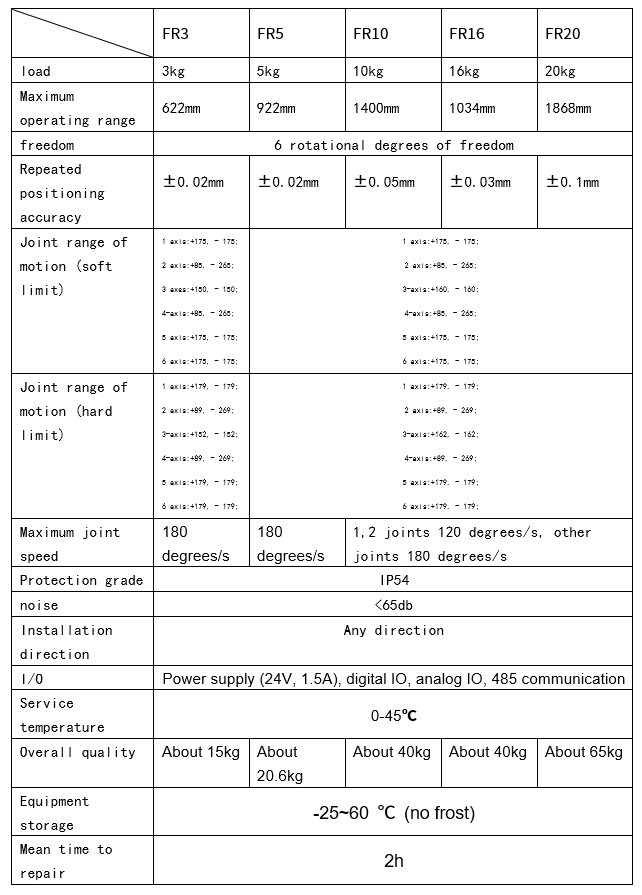 FR3 FR5 FR10 FR16 FR20
load 3kg 5kg 10kg 16kg 20kg
Maximum
operating range 622mm 922mm 1400mm 1034mm 1868mm
freedom 6 rotational degrees of freedom
Repeated
positioning
accuracy ±0.02mm ±0.02mm ±0.05mm ±0.03mm ±0.1mm
Joint range of
motion (soft
limit)
1 axis:+175, - 175;
2 axis:+85, - 265;
3 axes:+150, - 150;
4-axis:+85, - 265;
5 axis:+175, - 175;
6 axis:+175, - 175;
1 axis:+175, - 175;
2 axis:+85, - 265;
3-axis:+160, - 160;
4-axis:+85, - 265;
5 axis:+175, - 175;
6 axis:+175, - 175;
Joint range of
motion (hard
limit)
1 axis:+179, - 179;
2 axis:+89, - 269;
3-axis:+152, - 152;
4-axis:+89, - 269;
5 axis:+179, - 179;
6 axis:+179, - 179;
1 axis:+179, - 179;
2 axis:+89, - 269;
3-axis:+162, - 162;
4-axis:+89, - 269;
5 axis:+179, - 179;
6 axis:+179, - 179;
Maximum joint
speed
180
degrees/s
180
degrees/s
1,2 joints 120 degrees/s, other
joints 180 degrees/s
Protection grade IP54
noise <65db
Installation
direction
Any direction
I/O Power supply (24V, 1.5A), digital IO, analog IO, 485 communication
Service
temperature
0-45℃
Overall quality About 15kg About
20.6kg
About 40kg About 40kg About 65kg
Equipment
storage
-25~60 ℃ (no frost)
Mean time to
repair
2h